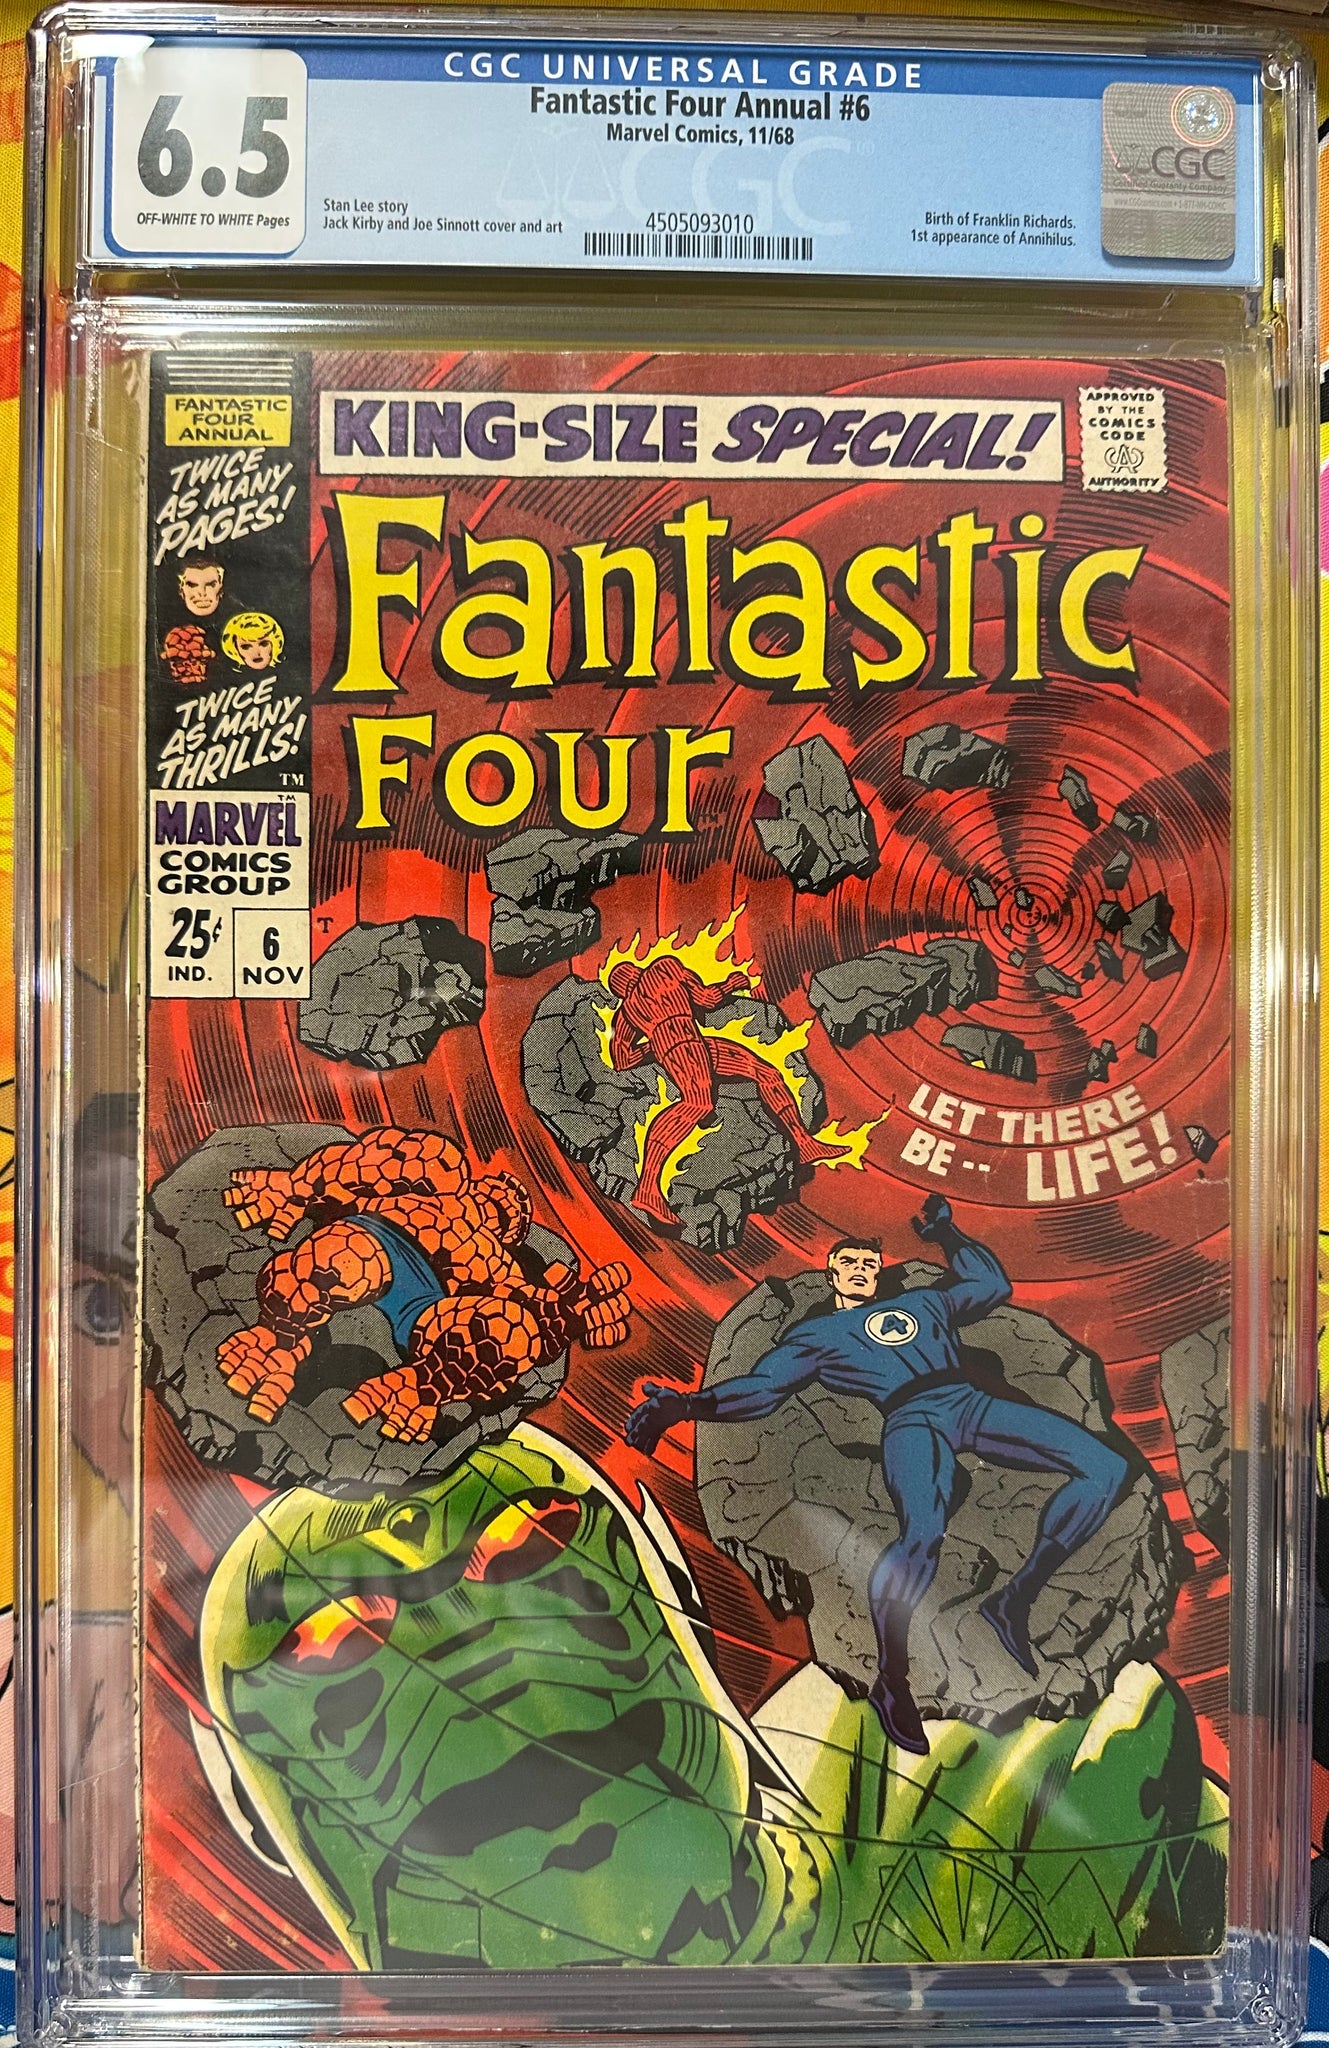 CGC UNIVERSAL GRADE
6.5
OFF-WHITE TO WHITE Pages
Fantastic Four Annual #6
Marvel Comics, 11/68
Stan Lee story
Jack Kirby and Joe Sinnott cover and art
CGC®
4505093010
Birth of Franklin Richards.
1st appearance of Annihilus.
CGC
Certified Guaranty Company
FANTASTIC
FOUR
ANNUAL
TWICE
AS MANY
PAGES!
TWICE
AS MANY
THRILLS!
TM
MARVEL TM
COMICS
GROUP
25¢
IND.
6
NOV
KING-SIZE SPECIAL!
APPROVED
BY THE
COMICS
CODE
CA
AUTHORITY
Fantastic
Four
TM
T
LET THERE
BE -- LIFE!
4